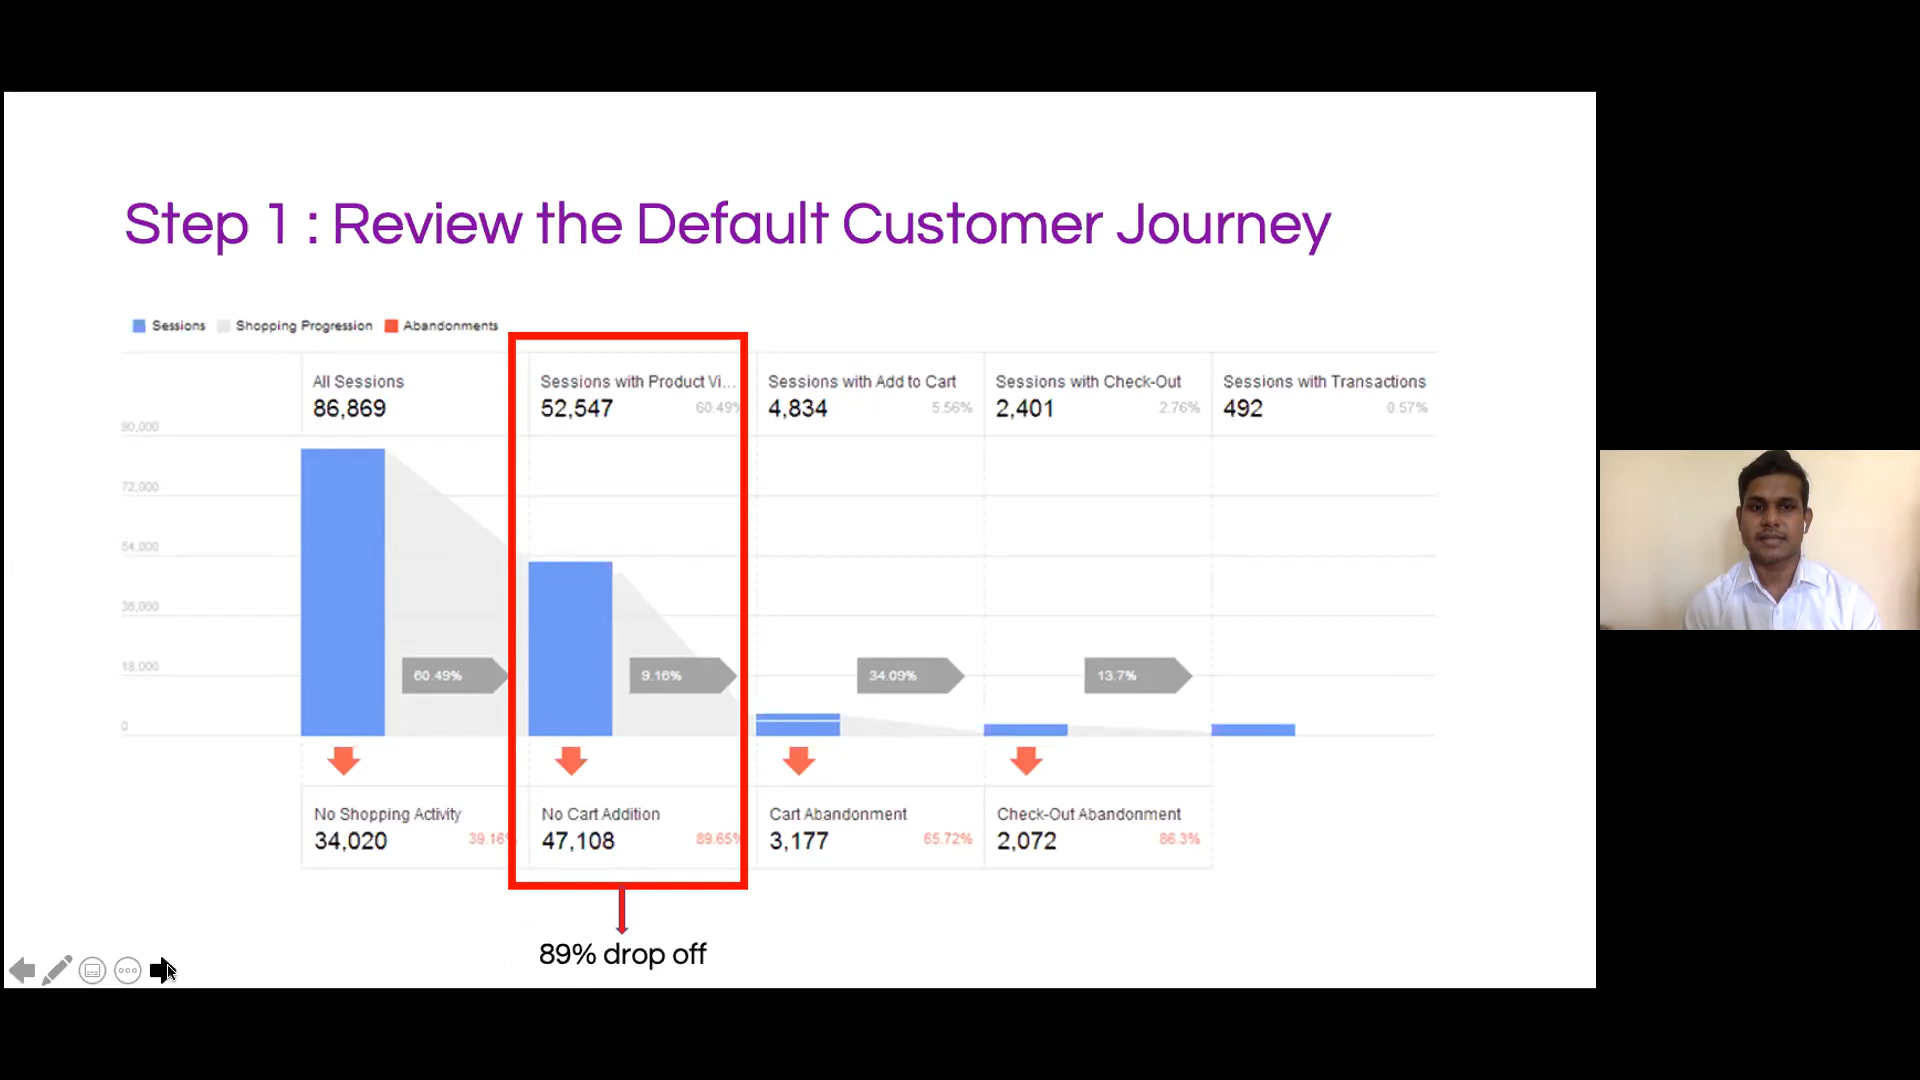 Step 1 : Review the Default Customer Journey
Sessions Shopping Progression Abandonments
All Sessions
86,869
Sessions with Product Vi...
52,547 60.49%
Sessions with Add to Cart
4,834 5.56%
Sessions with Check-Out
2,401 2.76%
Sessions with Transactions
492 0.57%
90,000
72,000
54,000
36,000
18,000
0
60.49%
9.16%
34.09%
13.7%
No Shopping Activity
34,020 39.16%
No Cart Addition
47,108 89.65%
Cart Abandonment
3,177 65.72%
Check-Out Abandonment
2,072 86.3%
89% drop off